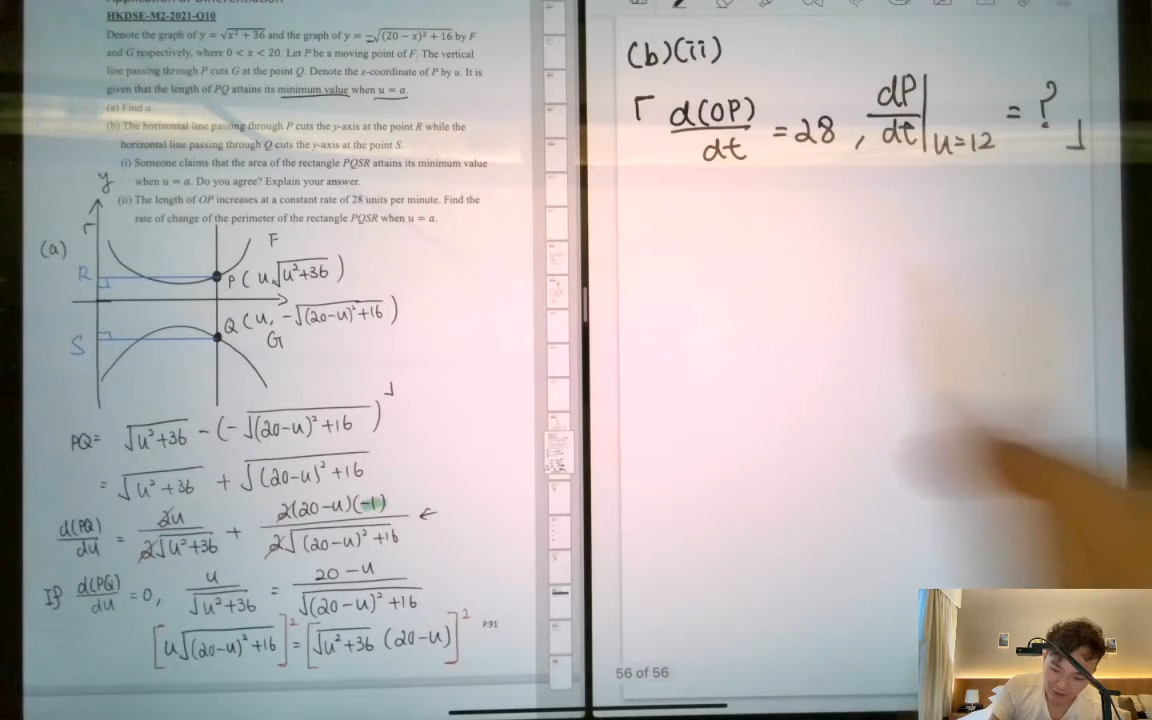 HKDSE-M2-2021-Q10
Denote the graph of y = √(x² + 36) and the graph of y = −√((20 − x)² + 16) by F
and G respectively, where 0 < x < 20. Let P be a moving point of F. The vertical
line passing through P cuts G at the point Q. Denote the x-coordinate of P by u. It is
given that the length of PQ attains its minimum value when u = a.
(a) Find a.
(b) The horizontal line passing through P cuts the y-axis at the point R while the
horizontal line passing through Q cuts the y-axis at the point S.
(i) Someone claims that the area of the rectangle PQSR attains its minimum value
when u = a. Do you agree? Explain your answer.
(ii) The length of OP increases at a constant rate of 28 units per minute. Find the
rate of change of the perimeter of the rectangle PQSR when u = a.
y
(a)
F
R
P(u, √(u²+36))
Q(u, −√((20−u)²+16))
G
S
PQ = √(u²+36) − (−√((20−u)²+16))
= √(u²+36) + √((20−u)²+16)
d(PQ)/du = 2u/2√(u²+36) + 2(20−u)(−1)/2√((20−u)²+16) ←
If d(PQ)/du = 0, u/√(u²+36) = 20−u/√((20−u)²+16)
[u√((20−u)²+16)]² = [√(u²+36) (20−u)]²
P.91
(b)(ii)
「 d(OP)/dt = 28, dP/dt|u=12 = ? 」
56 of 56